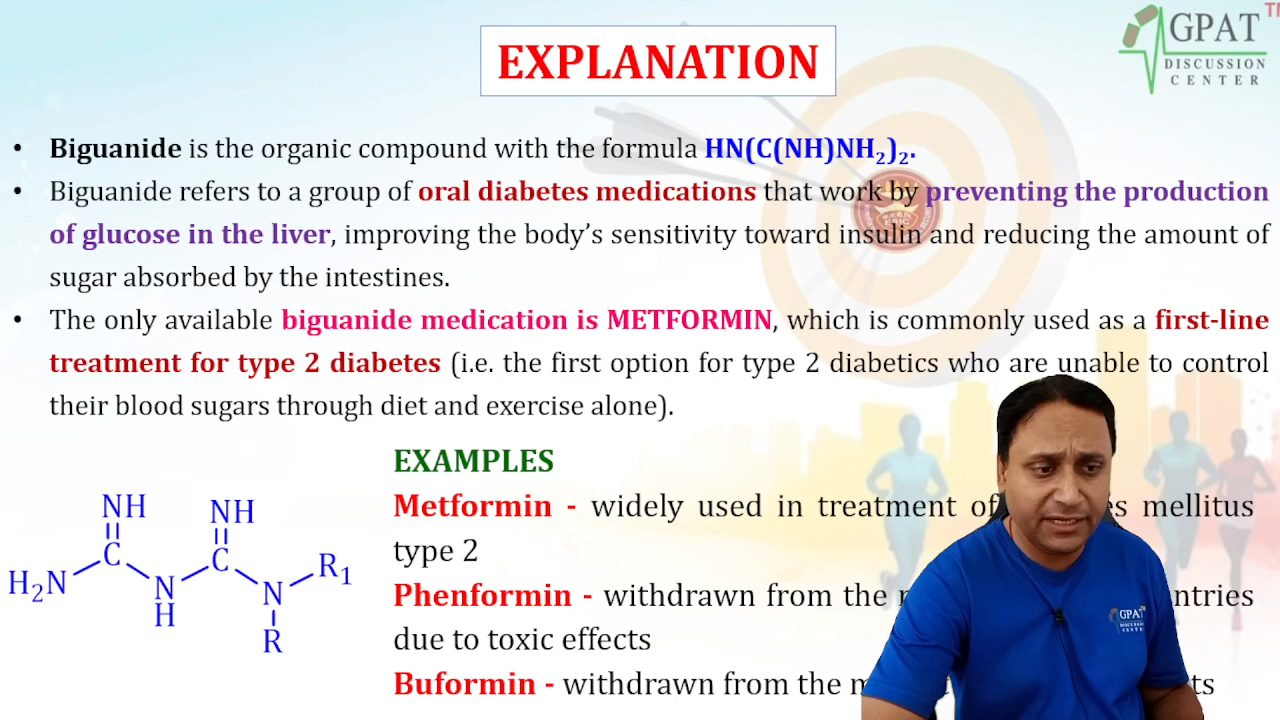 EXPLANATION
GPAT TM
DISCUSSION
CENTER
• Biguanide is the organic compound with the formula HN(C(NH)NH₂)₂.
• Biguanide refers to a group of oral diabetes medications that work by preventing the production
of glucose in the liver, improving the body’s sensitivity toward insulin and reducing the amount of
sugar absorbed by the intestines.
• The only available biguanide medication is METFORMIN, which is commonly used as a first-line
treatment for type 2 diabetes (i.e. the first option for type 2 diabetics who are unable to control
their blood sugars through diet and exercise alone).
EXAMPLES
Metformin - widely used in treatment of mellitus
type 2
Phenformin - withdrawn from the
due to toxic effects
Buformin - withdrawn from the
NH NH
C C R₁
H₂N N N
H R
GPAT
DISCUSSION
CENTER